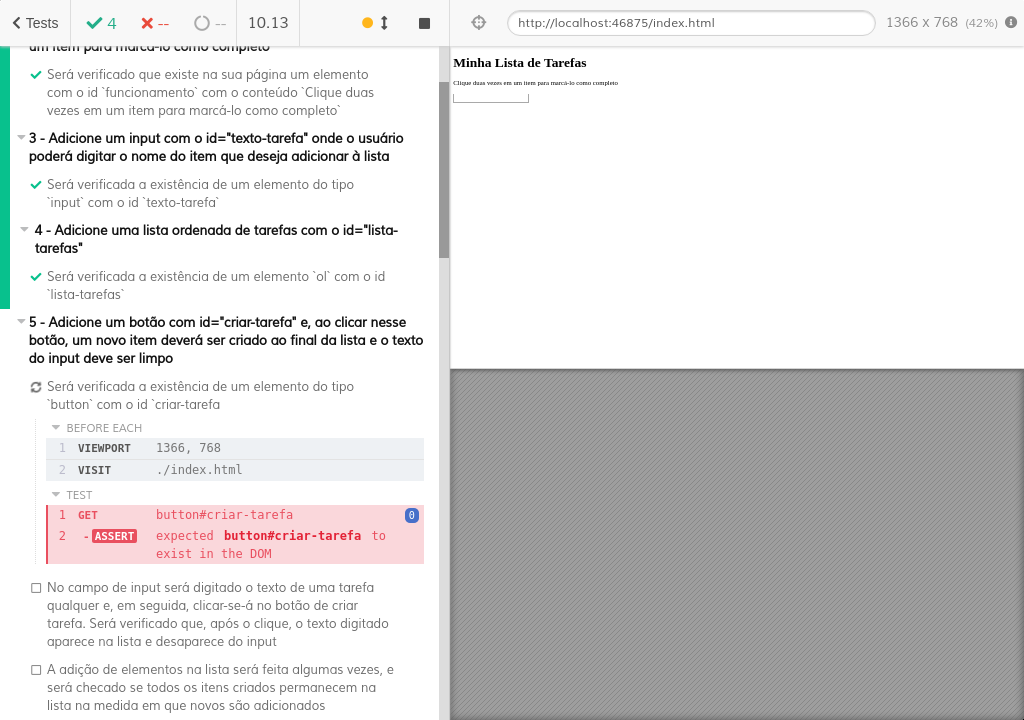 Tests
4
--
--
10.13
http://localhost:46875/index.html
1366 x 768 (42%)
um item para marcá-lo como completo
Será verificado que existe na sua página um elemento
com o id `funcionamento` com o conteúdo `Clique duas
vezes em um item para marcá-lo como completo`
3 - Adicione um input com o id="texto-tarefa" onde o usuário
poderá digitar o nome do item que deseja adicionar à lista
Será verificada a existência de um elemento do tipo
`input` com o id `texto-tarefa`
4 - Adicione uma lista ordenada de tarefas com o id="lista-
tarefas"
Será verificada a existência de um elemento `ol` com o id
`lista-tarefas`
5 - Adicione um botão com id="criar-tarefa" e, ao clicar nesse
botão, um novo item deverá ser criado ao final da lista e o texto
do input deve ser limpo
Será verificada a existência de um elemento do tipo
`button` com o id `criar-tarefa
BEFORE EACH
1 VIEWPORT 1366, 768
2 VISIT ./index.html
TEST
1 GET button#criar-tarefa 0
2 - ASSERT expected button#criar-tarefa to
exist in the DOM
No campo de input será digitado o texto de uma tarefa
qualquer e, em seguida, clicar-se-á no botão de criar
tarefa. Será verificado que, após o clique, o texto digitado
aparece na lista e desaparece do input
A adição de elementos na lista será feita algumas vezes, e
será checado se todos os itens criados permanecem na
lista na medida em que novos são adicionados
Minha Lista de Tarefas
Clique duas vezes em um item para marcá-lo como completo